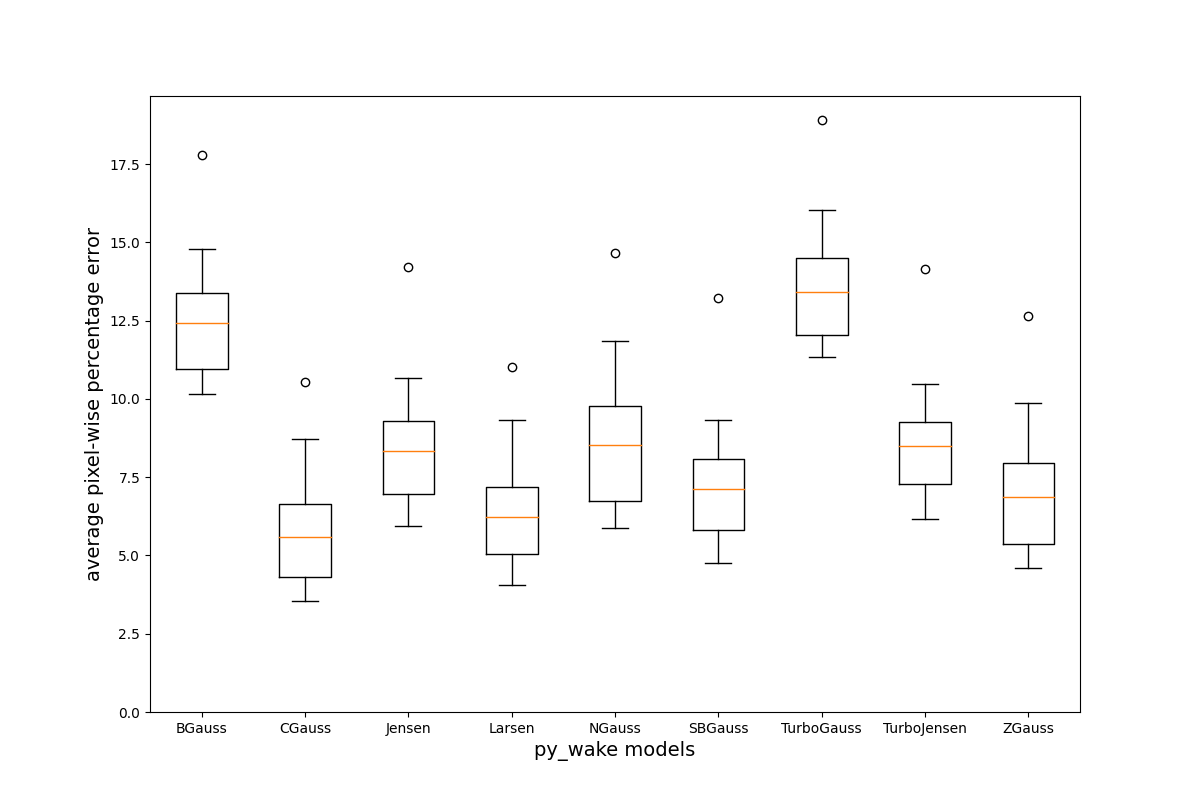 average pixel-wise percentage error
17.5
15.0
12.5
10.0
7.5
5.0
2.5
0.0
BGauss CGauss Jensen Larsen NGauss SBGauss TurboGauss TurboJensen ZGauss
py_wake models